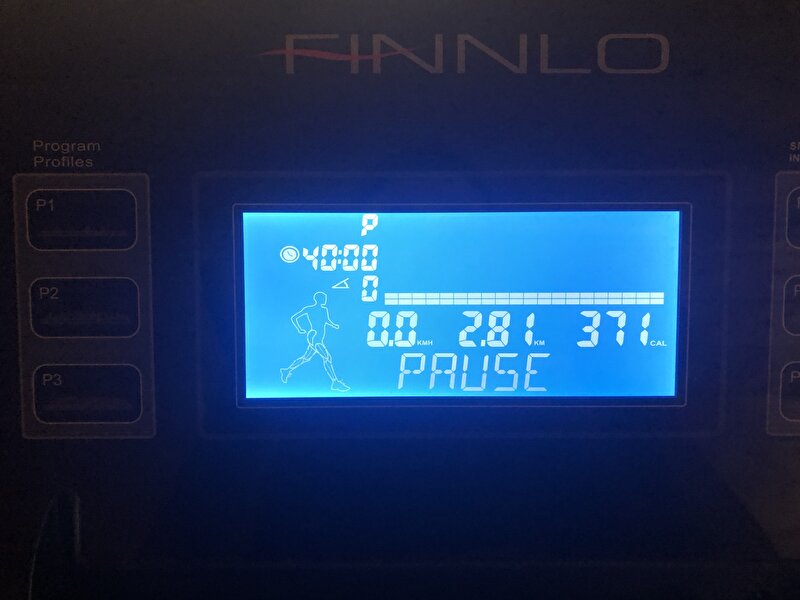 FINNLO
Program
Profiles
P1
P2
P3
P
40:00
0
0.0 KMH 2.81 KM 371 CAL
PAUSE